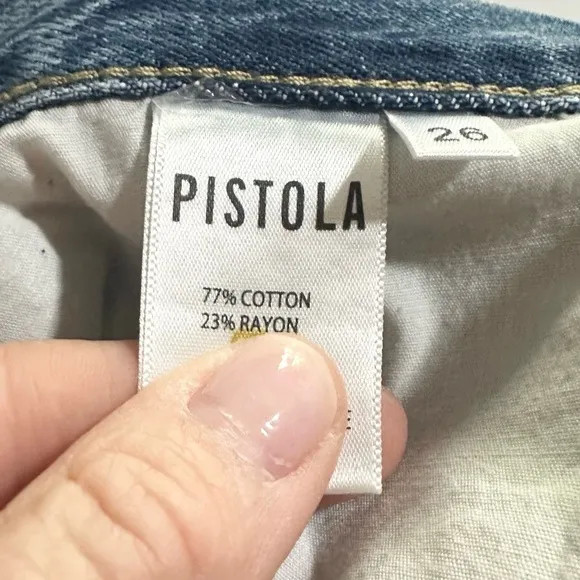 PISTOLA
26
77% COTTON
23% RAYON